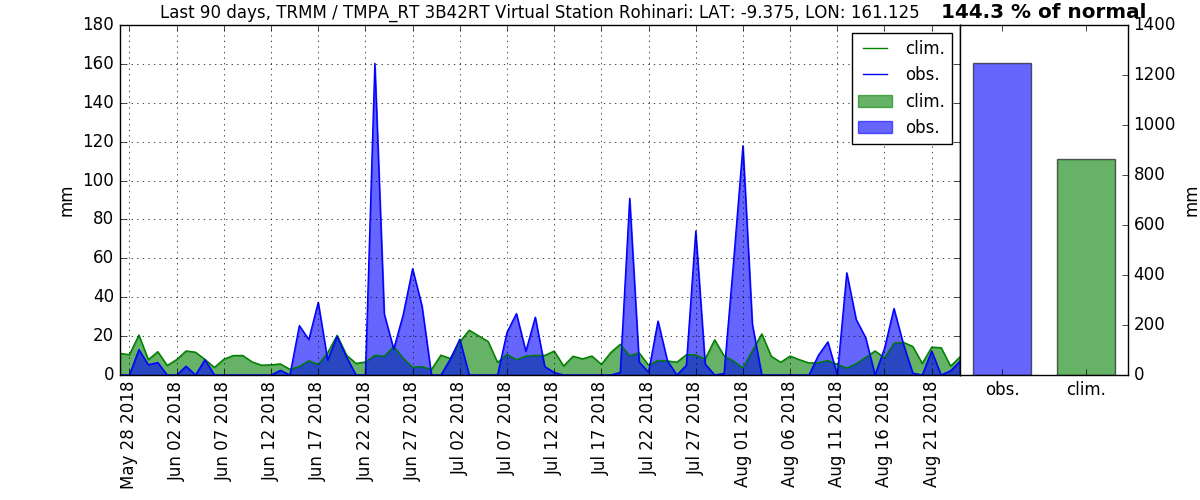 Last 90 days, TRMM / TMPA_RT 3B42RT Virtual Station Rohinari: LAT: -9.375, LON: 161.125
144.3 % of normal
180
160
140
120
100
80
60
40
20
0
mm
clim.
obs.
clim.
obs.
May 28 2018
Jun 02 2018
Jun 07 2018
Jun 12 2018
Jun 17 2018
Jun 22 2018
Jun 27 2018
Jul 02 2018
Jul 07 2018
Jul 12 2018
Jul 17 2018
Jul 22 2018
Jul 27 2018
Aug 01 2018
Aug 06 2018
Aug 11 2018
Aug 16 2018
Aug 21 2018
1400
1200
1000
800
600
400
200
0
mm
obs.
clim.